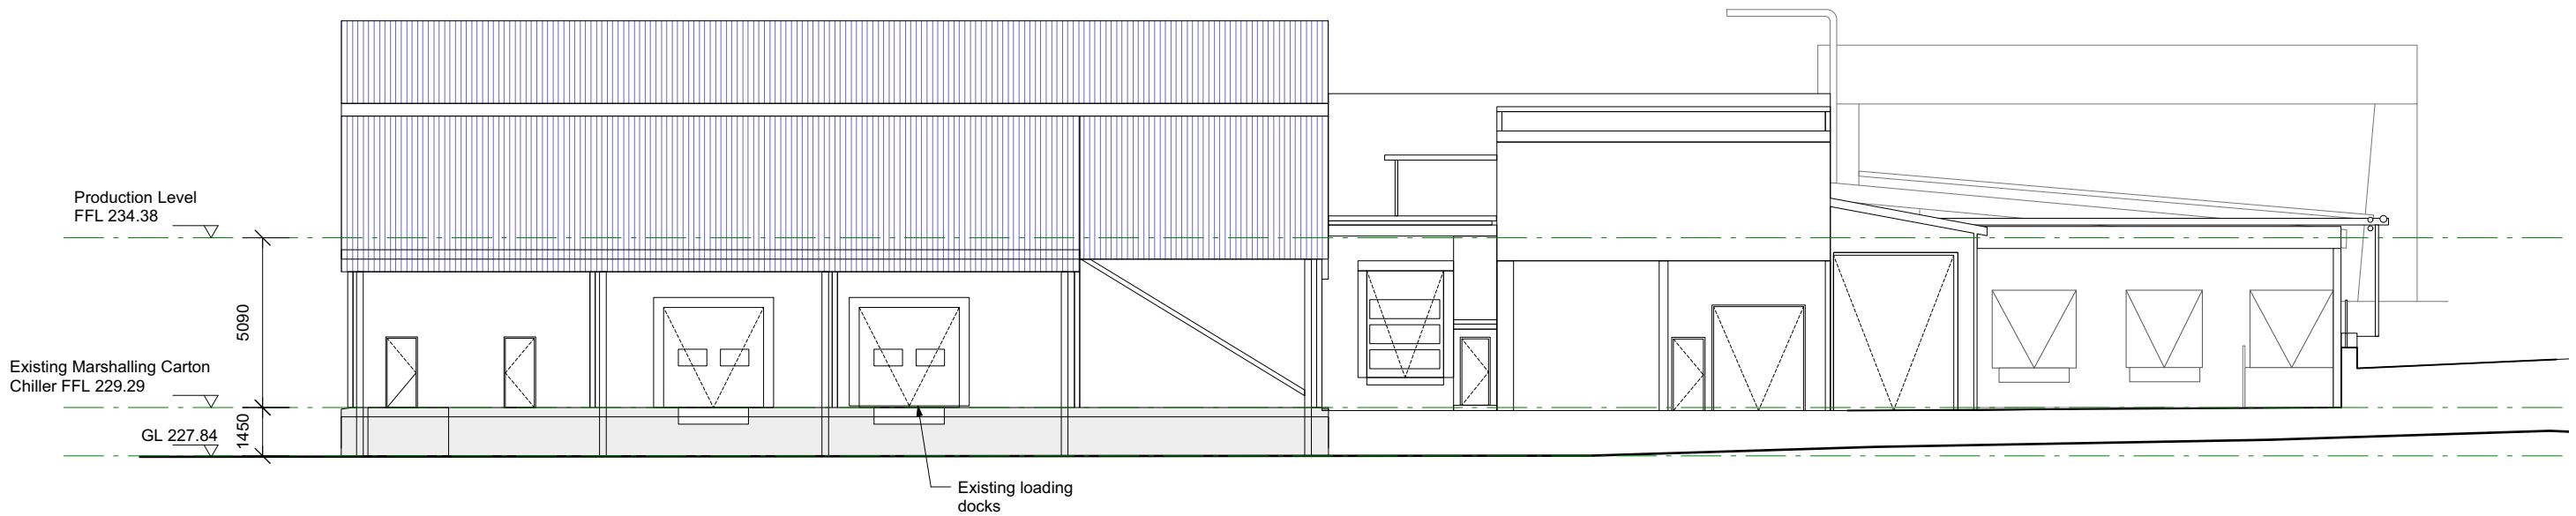 Production Level
FFL 234.38
5090
Existing Marshalling Carton
Chiller FFL 229.29
1450
GL 227.84
Existing loading
docks